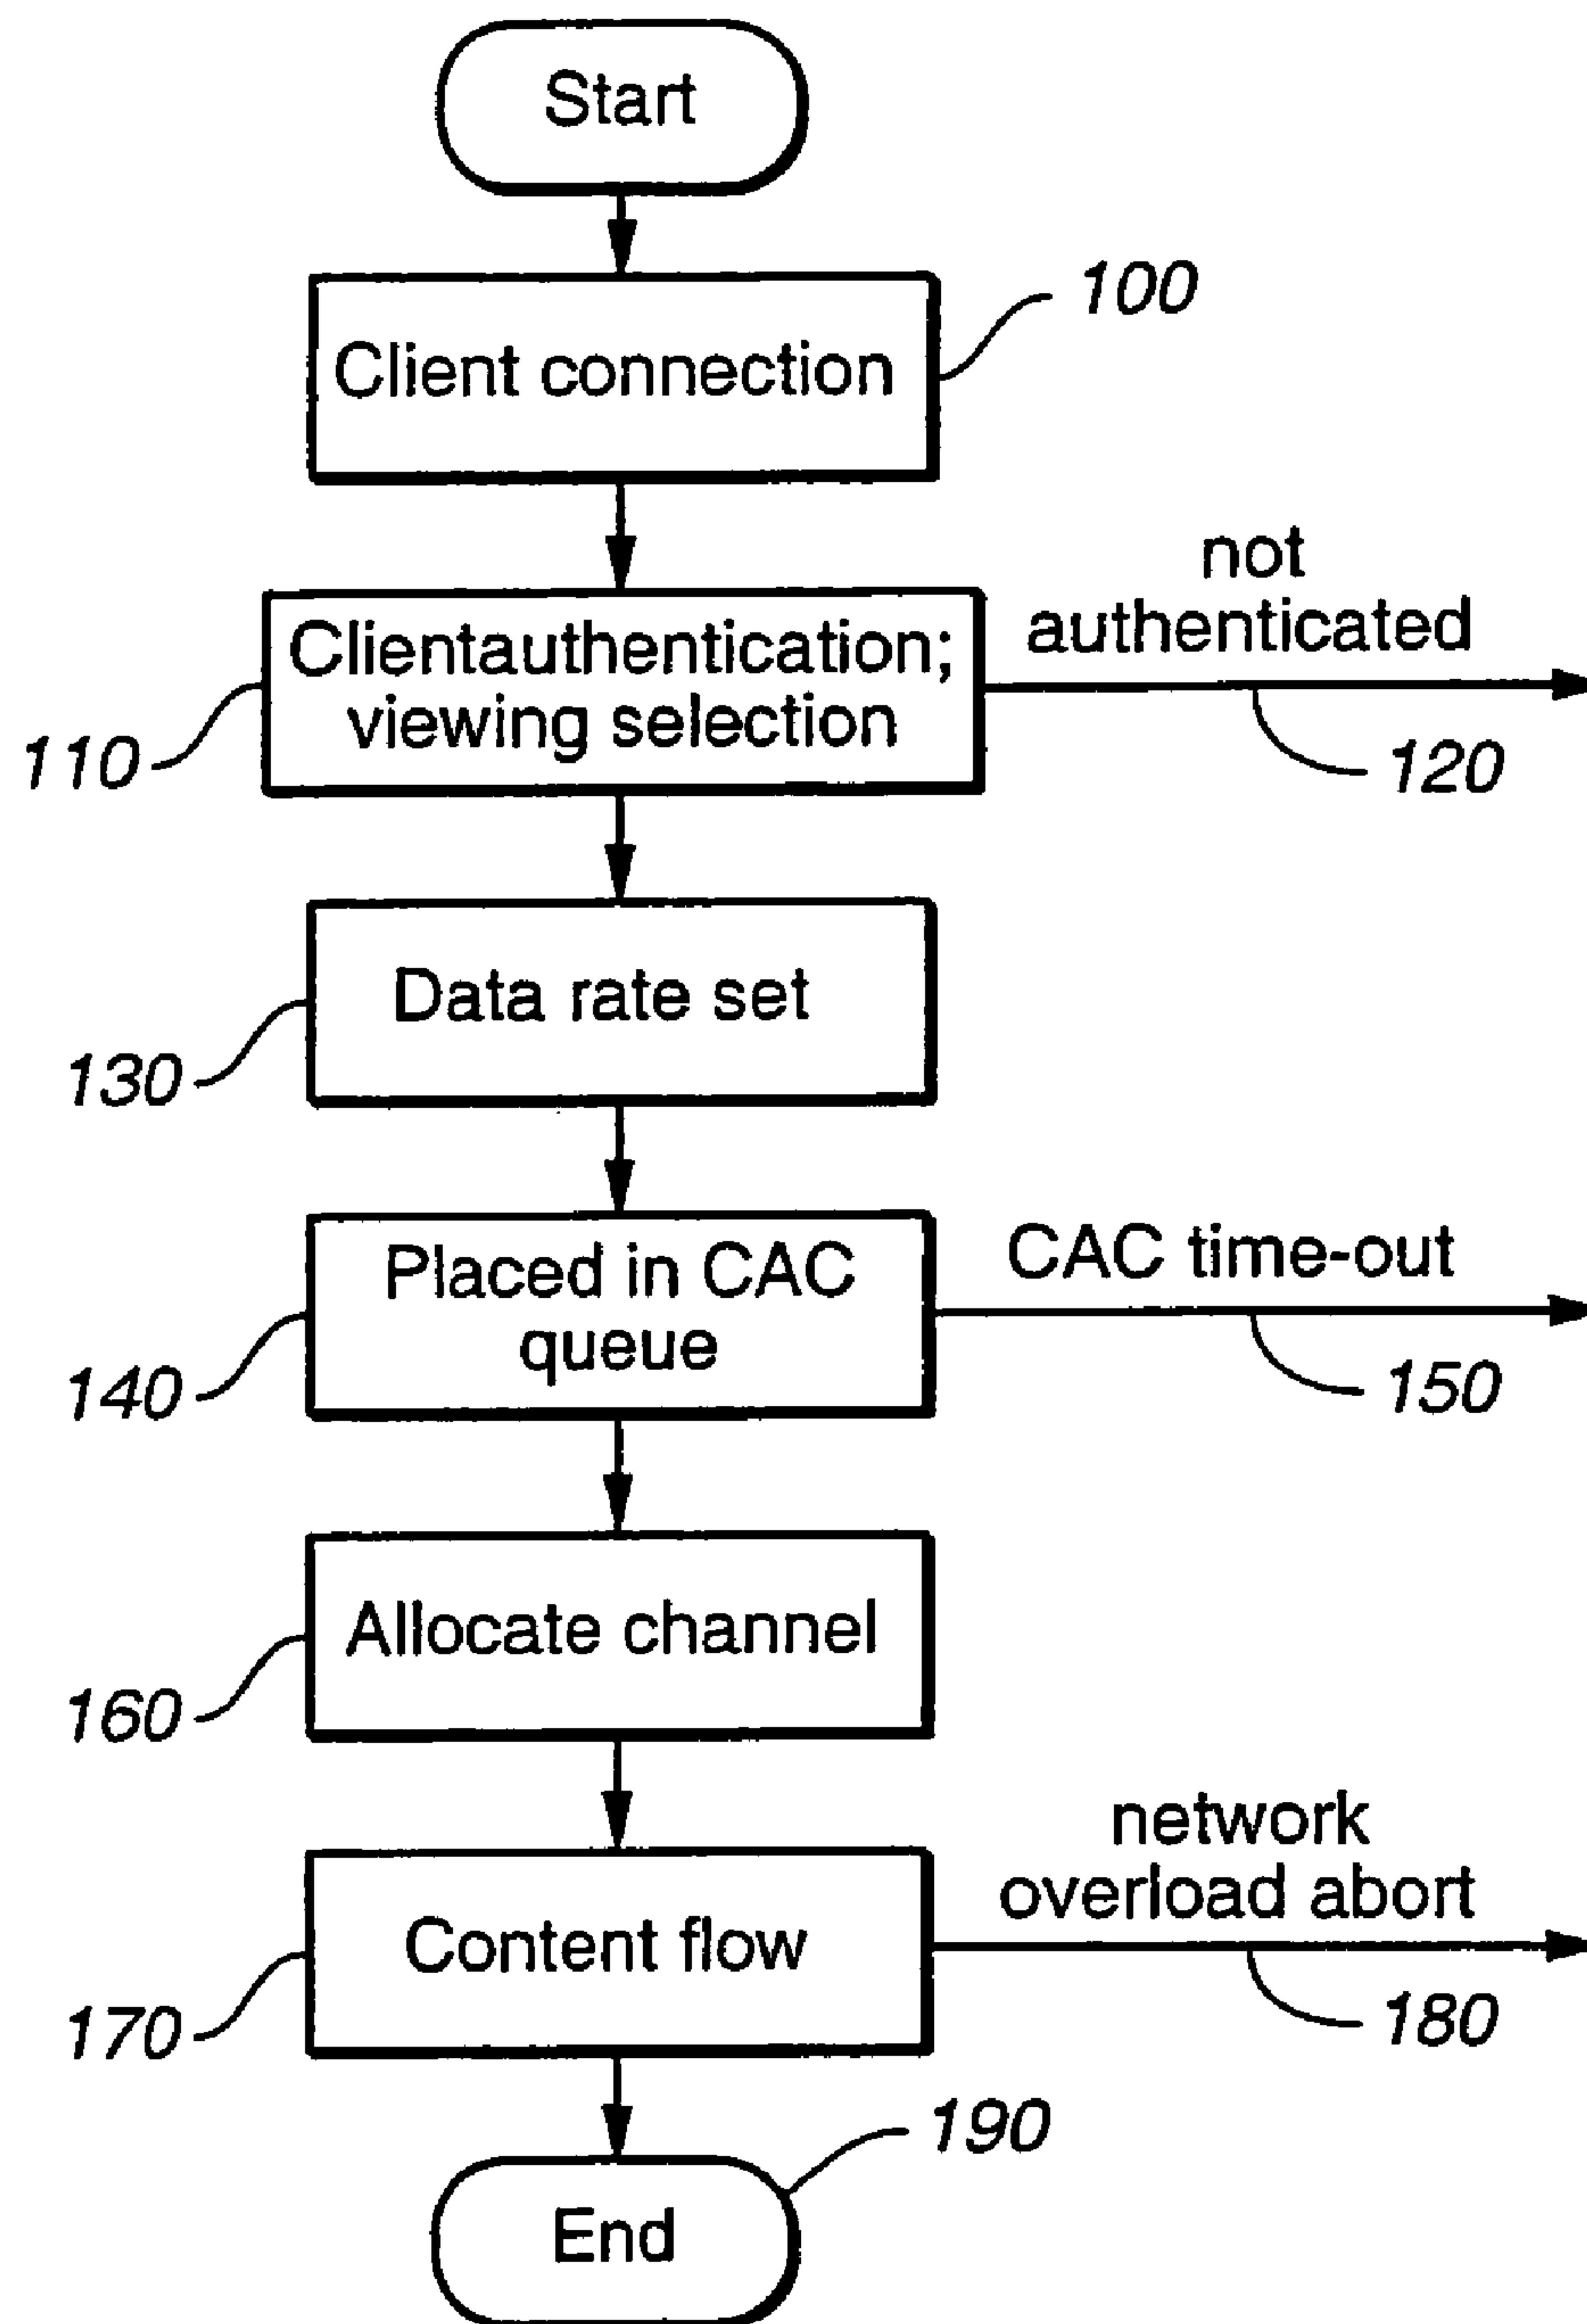 Start
Client connection
100
not
authenticated
Clientauthentication;
viewing selection
110
120
Data rate set
130
Placed in CAC
queue
CAC time-out
140
150
Allocate channel
160
network
overload abort
Content flow
170
180
190
End